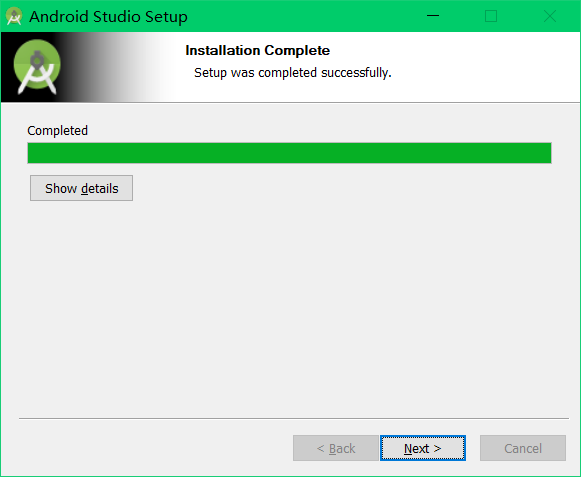 Android Studio Setup
Installation Complete
Setup was completed successfully.
Completed
Show details
< Back
Next >
Cancel